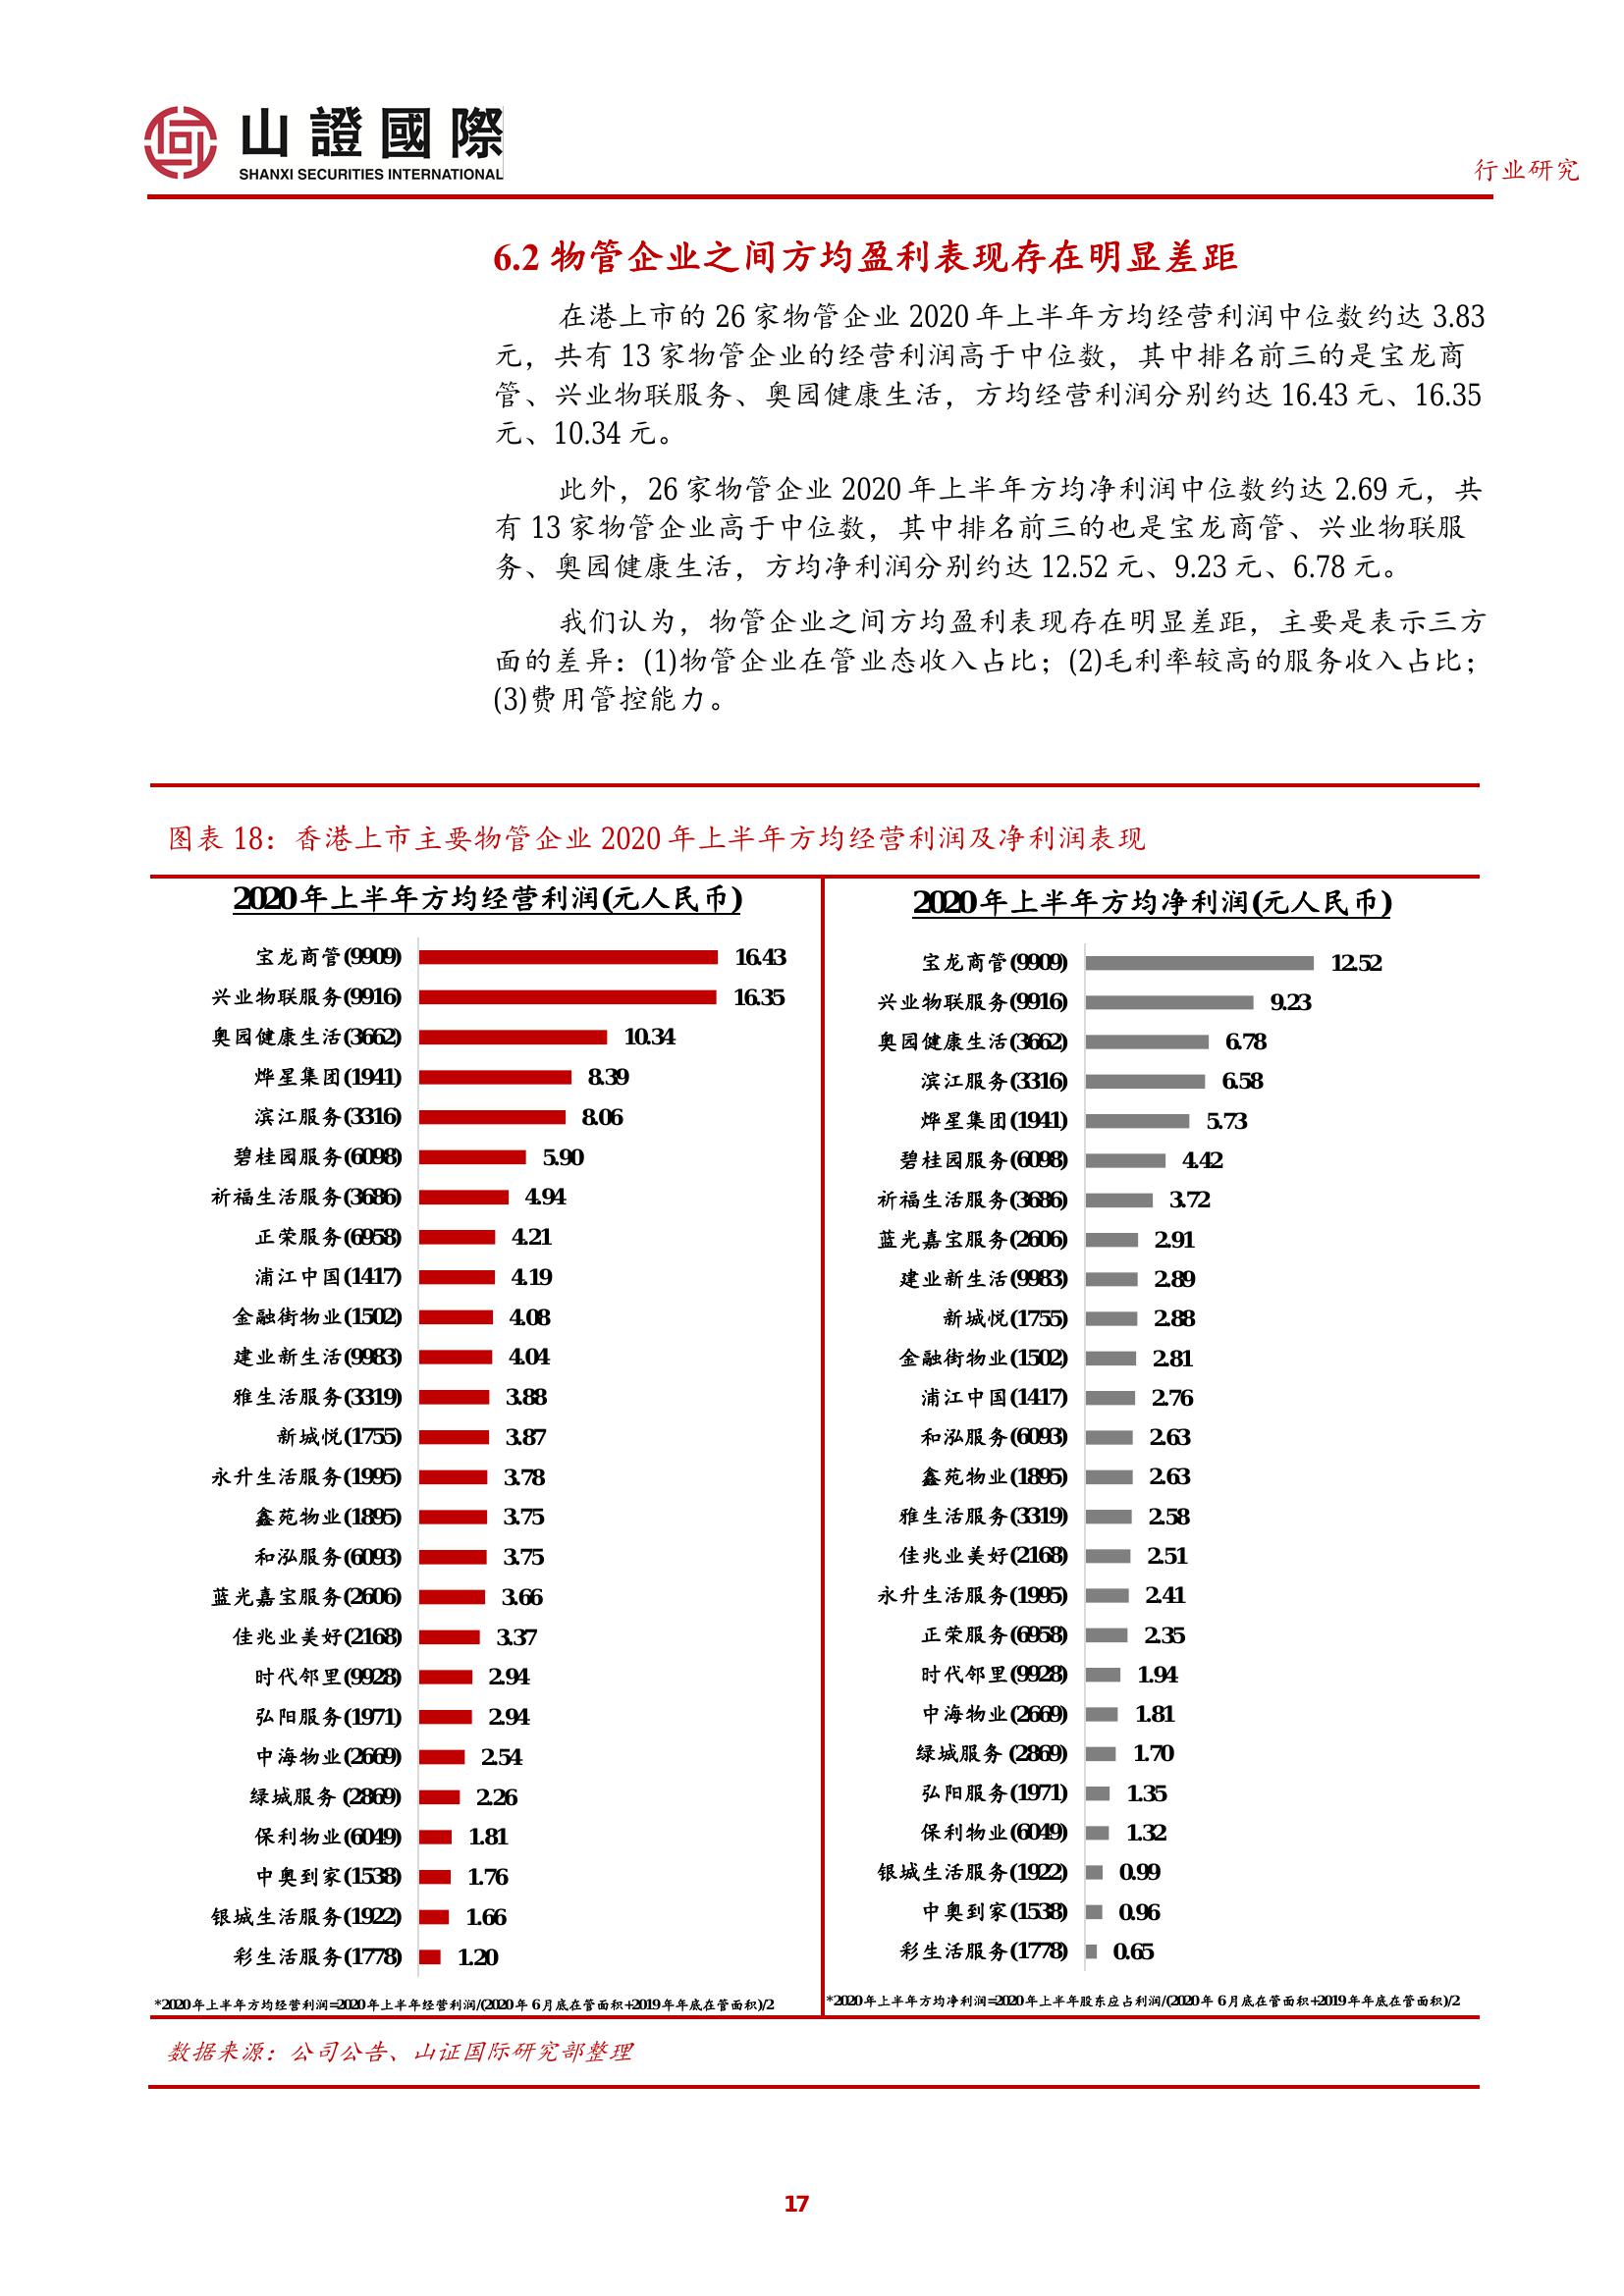 山證國際
SHANXI SECURITIES INTERNATIONAL
行业研究
6.2 物管企业之间方均盈利表现存在明显差距
在港上市的 26 家物管企业 2020 年上半年方均经营利润中位数约达 3.83
元，共有 13 家物管企业的经营利润高于中位数，其中排名前三的是宝龙商
管、兴业物联服务、奥园健康生活，方均经营利润分别约达 16.43 元、16.35
元、10.34 元。
此外，26 家物管企业 2020 年上半年方均净利润中位数约达 2.69 元，共
有 13 家物管企业高于中位数，其中排名前三的也是宝龙商管、兴业物联服
务、奥园健康生活，方均净利润分别约达 12.52 元、9.23 元、6.78 元。
我们认为，物管企业之间方均盈利表现存在明显差距，主要是表示三方
面的差异：(1)物管企业在管业态收入占比；(2)毛利率较高的服务收入占比；
(3)费用管控能力。
图表 18：香港上市主要物管企业 2020 年上半年方均经营利润及净利润表现
2020年上半年方均经营利润(元人民币)
宝龙商管(9909) 16.43
兴业物联服务(9916) 16.35
奥园健康生活(3662) 10.34
烨星集团(1941) 8.39
滨江服务(3316) 8.06
碧桂园服务(6098) 5.90
祈福生活服务(3686) 4.94
正荣服务(6958) 4.21
浦江中国(1417) 4.19
金融街物业(1502) 4.08
建业新生活(9983) 4.04
雅生活服务(3319) 3.88
新城悦(1755) 3.87
永升生活服务(1995) 3.78
鑫苑物业(1895) 3.75
和泓服务(6093) 3.75
蓝光嘉宝服务(2606) 3.66
佳兆业美好(2168) 3.37
时代邻里(9928) 2.94
弘阳服务(1971) 2.94
中海物业(2669) 2.54
绿城服务 (2869) 2.26
保利物业(6049) 1.81
中奥到家(1538) 1.76
银城生活服务(1922) 1.66
彩生活服务(1778) 1.20
*2020年上半年方均经营利润=2020年上半年经营利润/(2020年 6月底在管面积+2019年年底在管面积)/2
2020年上半年方均净利润(元人民币)
宝龙商管(9909) 12.52
兴业物联服务(9916) 9.23
奥园健康生活(3662) 6.78
滨江服务(3316) 6.58
烨星集团(1941) 5.73
碧桂园服务(6098) 4.42
祈福生活服务(3686) 3.72
蓝光嘉宝服务(2606) 2.91
建业新生活(9983) 2.89
新城悦(1755) 2.88
金融街物业(1502) 2.81
浦江中国(1417) 2.76
和泓服务(6093) 2.63
鑫苑物业(1895) 2.63
雅生活服务(3319) 2.58
佳兆业美好(2168) 2.51
永升生活服务(1995) 2.41
正荣服务(6958) 2.35
时代邻里(9928) 1.94
中海物业(2669) 1.81
绿城服务 (2869) 1.70
弘阳服务(1971) 1.35
保利物业(6049) 1.32
银城生活服务(1922) 0.99
中奥到家(1538) 0.96
彩生活服务(1778) 0.65
*2020年上半年方均净利润=2020年上半年股东应占利润/(2020年 6月底在管面积+2019年年底在管面积)/2
数据来源：公司公告、山证国际研究部整理
17